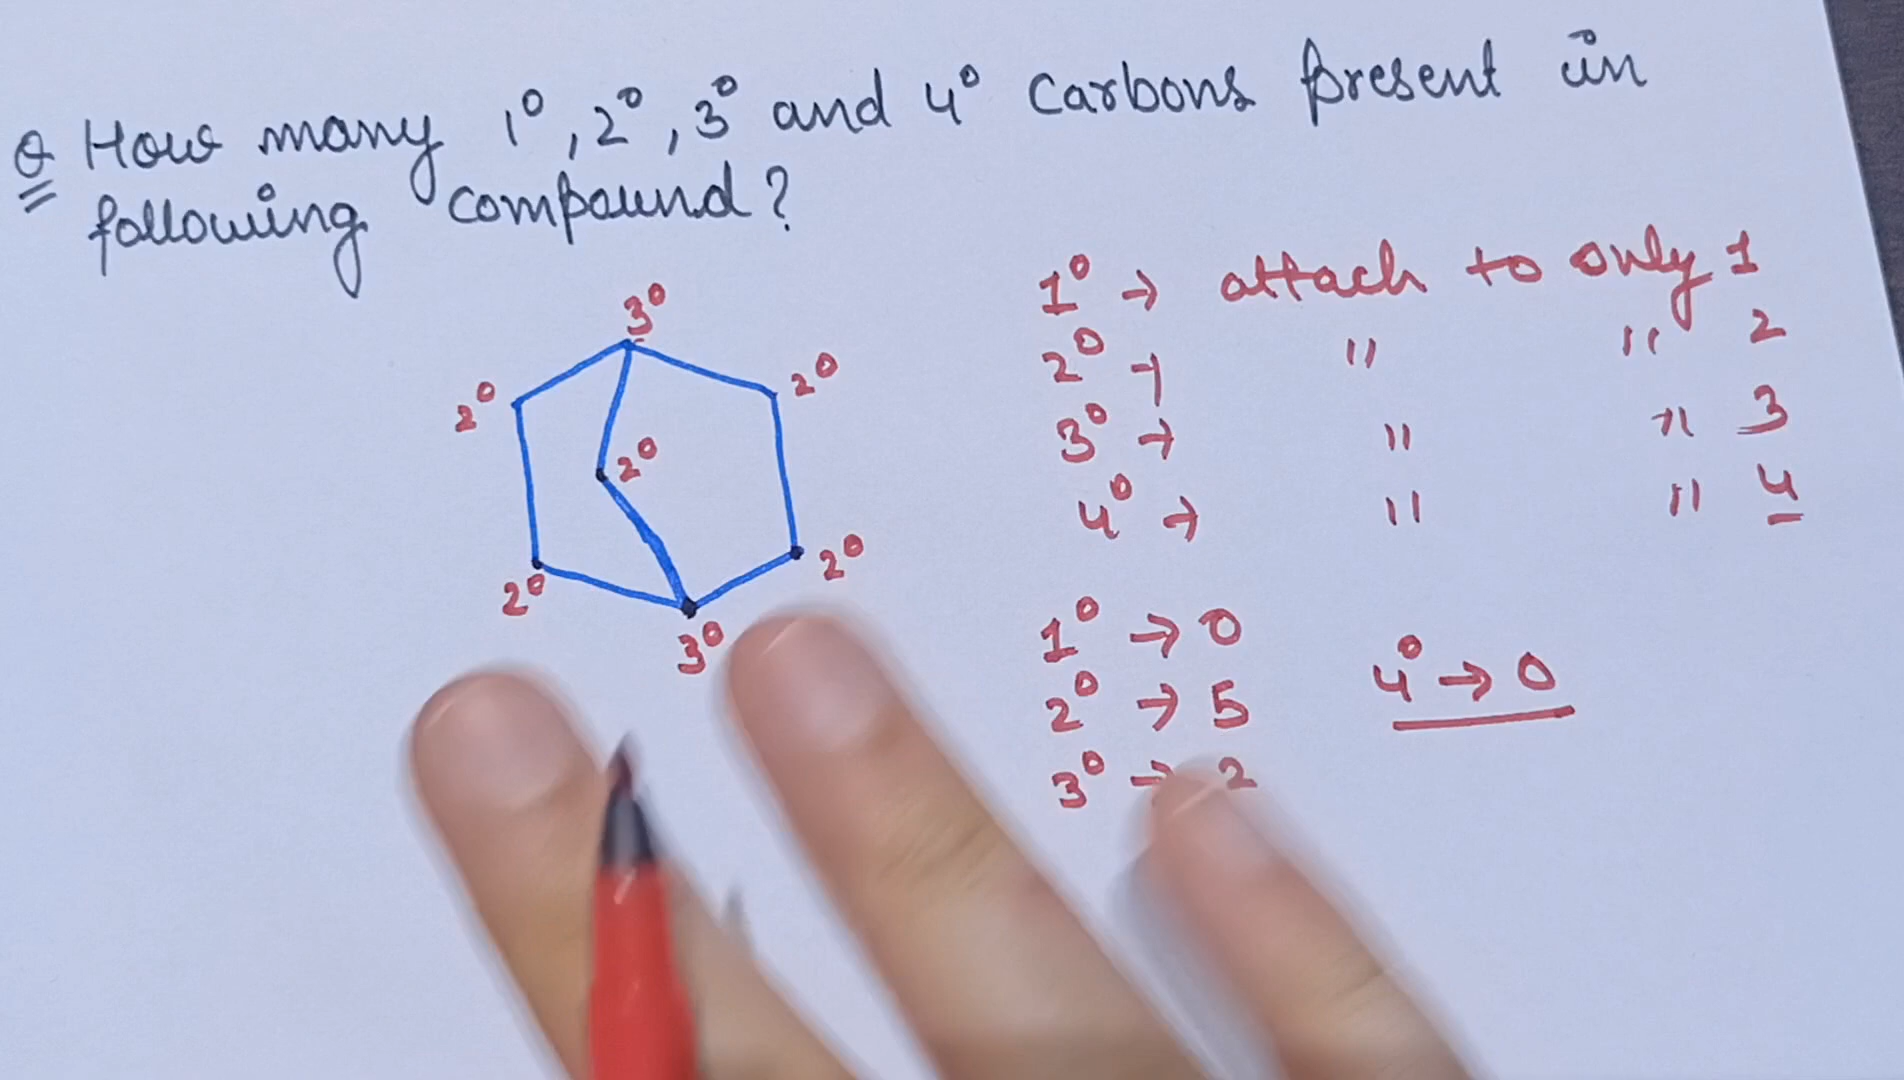 Q How many 1°, 2°, 3° and 4° carbons present in
following compound?
3°
2°
2°
2°
2°
2°
3°
1° → attach to only 1
2° → " " 2
3° → " " 3
4° → " " 4
1° → 0
2° → 5
3° → 2
4° → 0